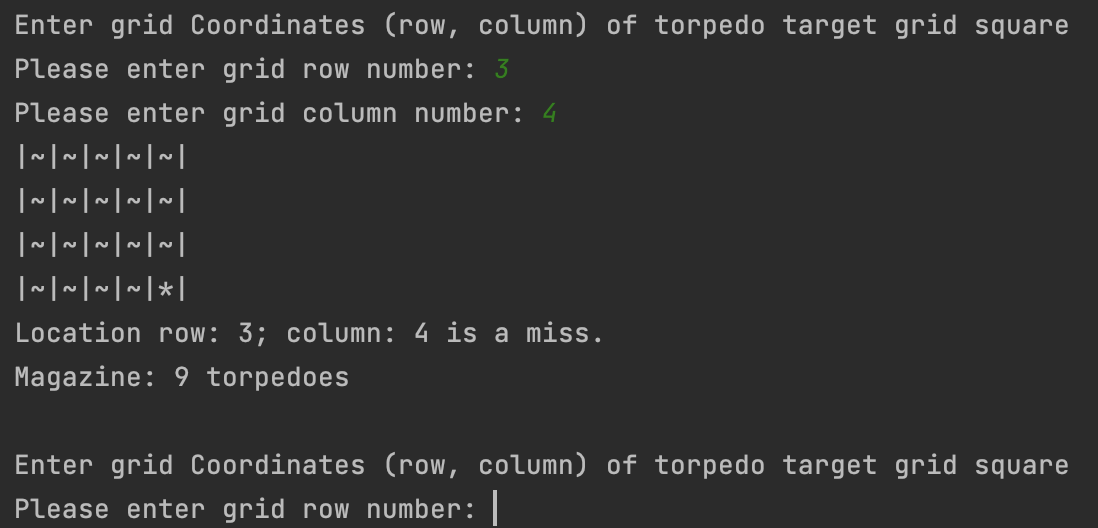 Enter grid Coordinates (row, column) of torpedo target grid square
Please enter grid row number: 3
Please enter grid column number: 4
|~|~|~|~|~|
|~|~|~|~|~|
|~|~|~|~|~|
|~|~|~|~|*|
Location row: 3; column: 4 is a miss.
Magazine: 9 torpedoes
Enter grid Coordinates (row, column) of torpedo target grid square
Please enter grid row number: